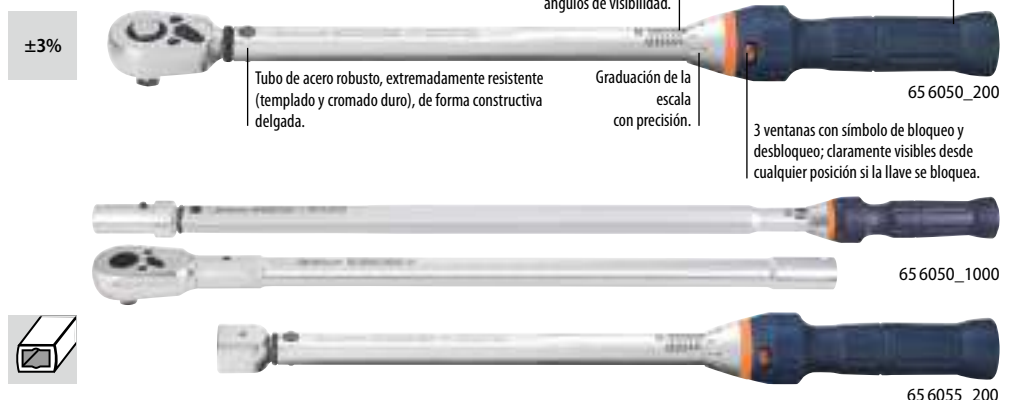 ángulos de visibilidad.
±3%
Tubo de acero robusto, extremadamente resistente
(templado y cromado duro), de forma constructiva
delgada.
Graduación de la
escala
con precisión.
65 6050_200
3 ventanas con símbolo de bloqueo y
desbloqueo; claramente visibles desde
cualquier posición si la llave se bloquea.
65 6050_1000
65 6055_200